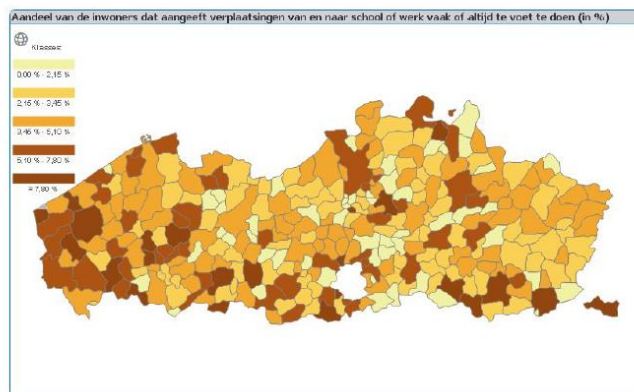 Aandeel van de inwoners dat aangeeft verplaatsingen van en naar school of werk vaak of altijd te voet te doen (in %)
Klasses:
0,00 % - 2,15 %
2,15 % - 3,45 %
3,45 % - 5,10 %
5,10 % - 7,80 %
≥ 7,80 %